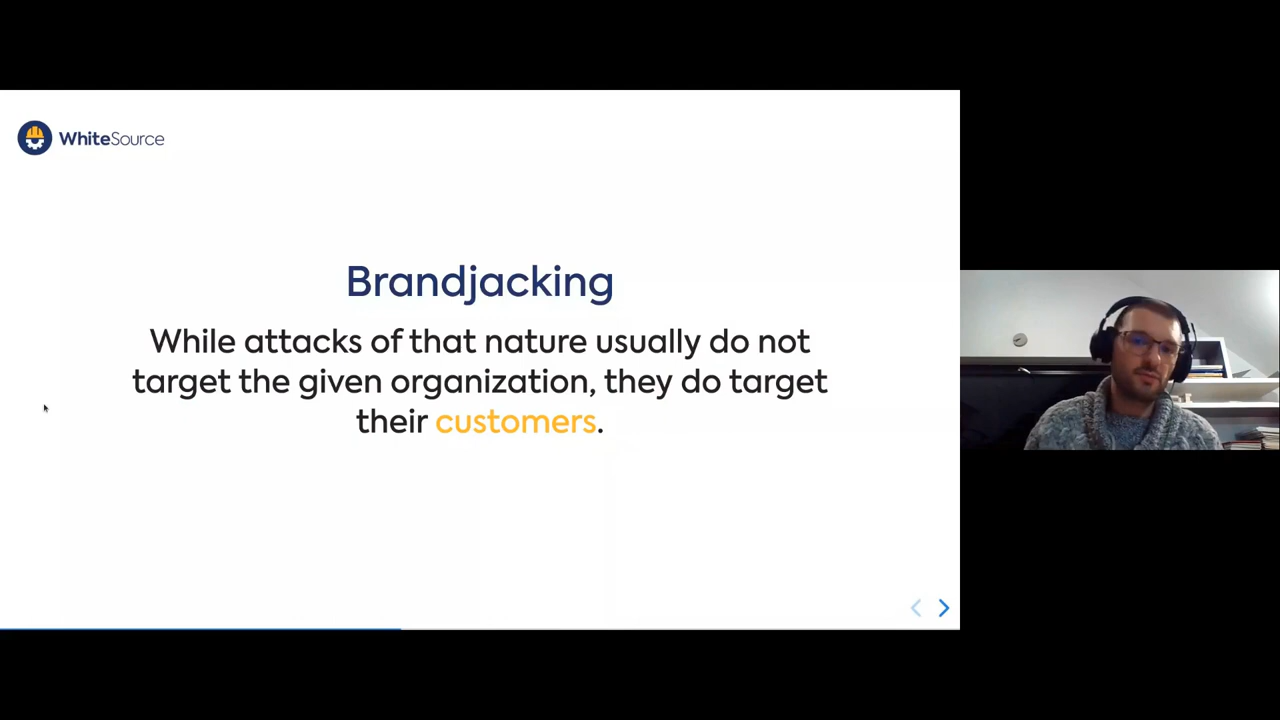 WhiteSource
Brandjacking
While attacks of that nature usually do not
target the given organization, they do target
their customers.